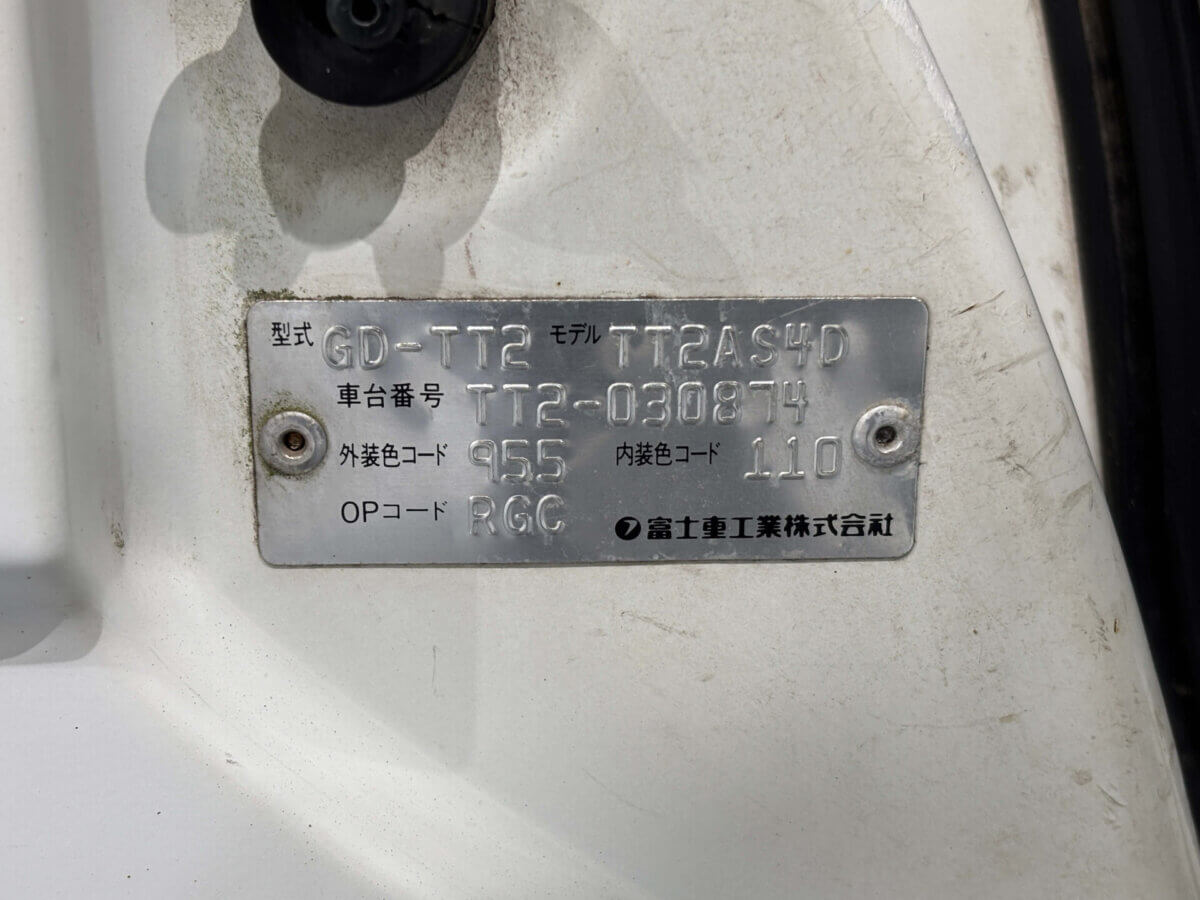 型式 GD-TT2 モデル TT2AS4D
車台番号 TT2-030874
外装色コード 955 内装色コード 110
OPコード RGC 富士重工業株式会社